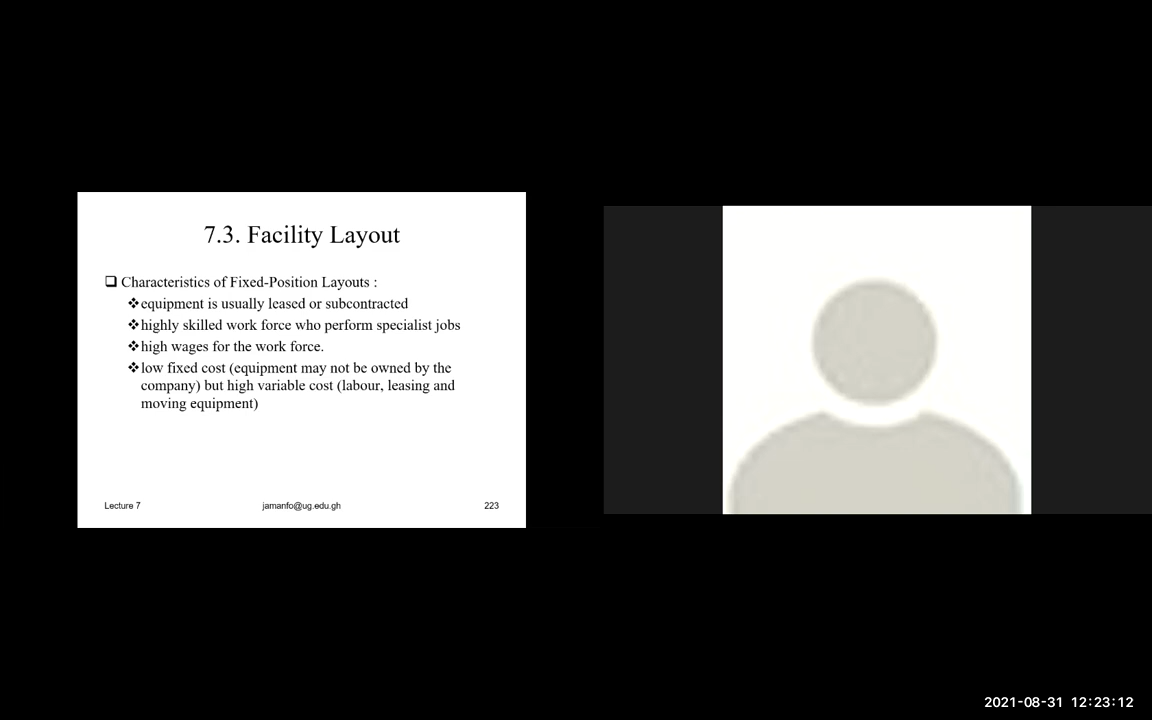 7.3. Facility Layout
❑ Characteristics of Fixed-Position Layouts :
❖equipment is usually leased or subcontracted
❖highly skilled work force who perform specialist jobs
❖high wages for the work force.
❖low fixed cost (equipment may not be owned by the
company) but high variable cost (labour, leasing and
moving equipment)
Lecture 7 jamanfo@ug.edu.gh 223
2021-08-31 12:23:12